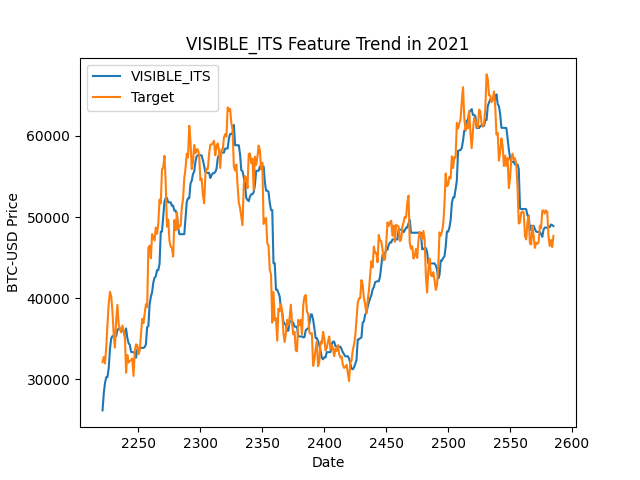 VISIBLE_ITS Feature Trend in 2021
VISIBLE_ITS
Target
BTC-USD Price
60000
50000
40000
30000
2250
2300
2350
2400
2450
2500
2550
2600
Date